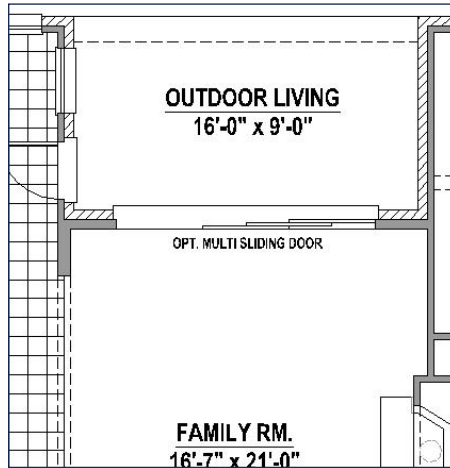 OUTDOOR LIVING
16'-0" x 9'-0"
OPT. MULTI SLIDING DOOR
FAMILY RM.
16'-7" x 21'-0"